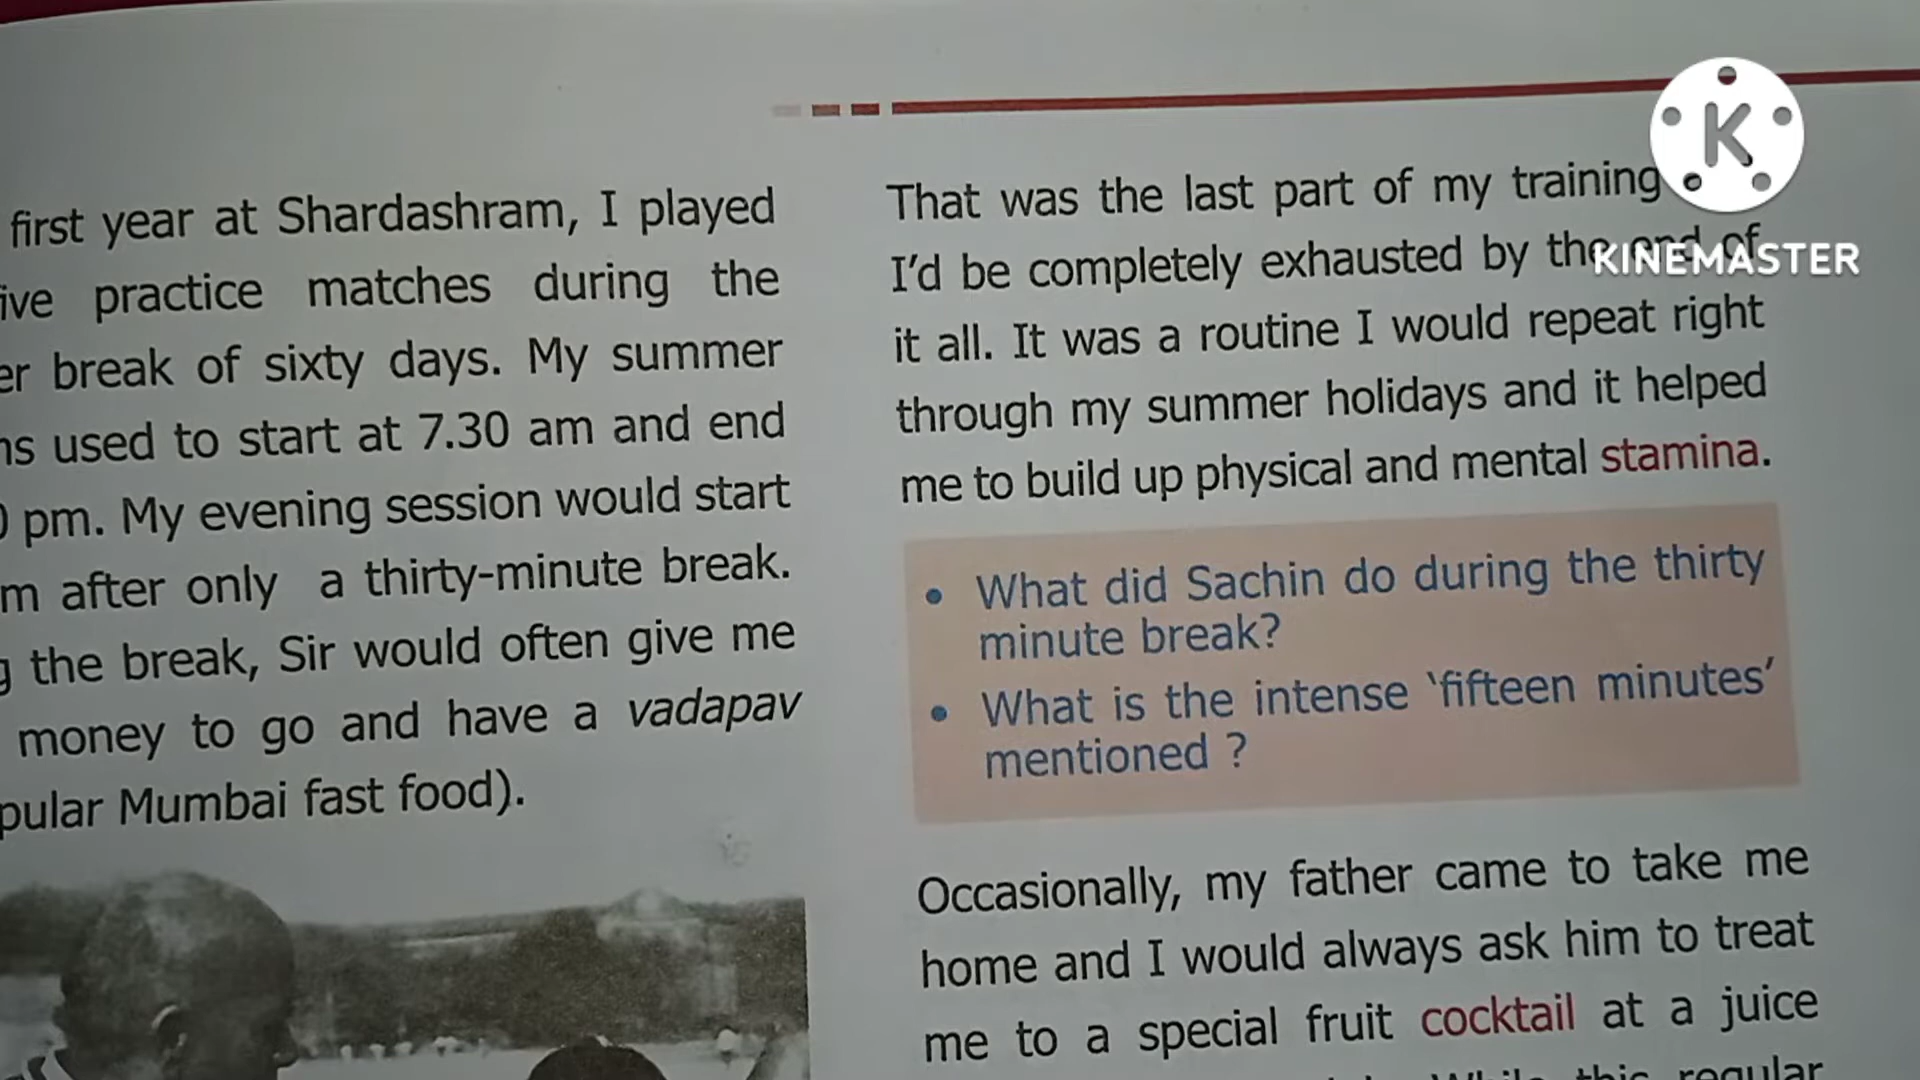 first year at Shardashram, I played
practice matches during the
break of sixty days. My summer
used to start at 7.30 am and end
pm. My evening session would start
after only a thirty-minute break.
the break, Sir would often give me
money to go and have a vadapav
Mumbai fast food).
That was the last part of my training
I'd be completely exhausted by the end of
it all. It was a routine I would repeat right
through my summer holidays and it helped
me to build up physical and mental stamina.
• What did Sachin do during the thirty
minute break?
• What is the intense 'fifteen minutes'
mentioned ?
Occasionally, my father came to take me
home and I would always ask him to treat
me to a special fruit cocktail at a juice
While this regular
K
KINEMASTER